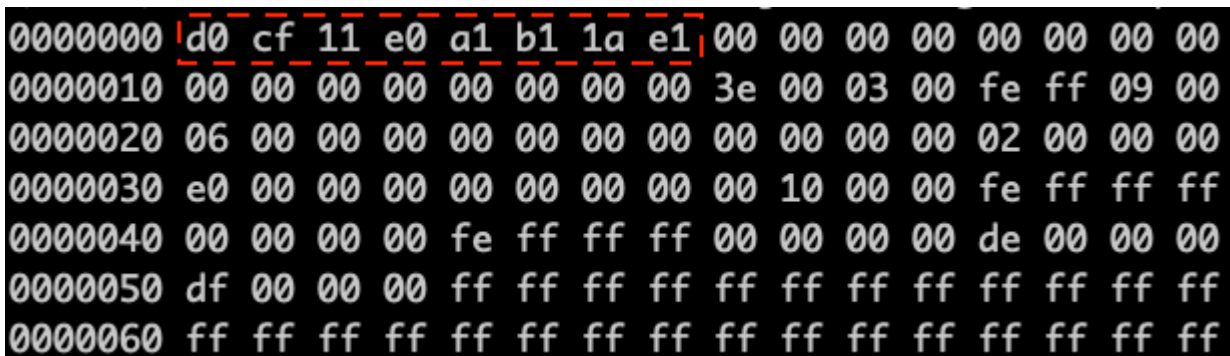 0000000 d0 cf 11 e0 a1 b1 1a e1 00 00 00 00 00 00 00 00
0000010 00 00 00 00 00 00 00 00 3e 00 03 00 fe ff 09 00
0000020 06 00 00 00 00 00 00 00 00 00 00 00 02 00 00 00
0000030 e0 00 00 00 00 00 00 00 00 10 00 00 fe ff ff ff
0000040 00 00 00 00 fe ff ff ff 00 00 00 00 de 00 00 00
0000050 df 00 00 00 ff ff ff ff ff ff ff ff ff ff ff ff
0000060 ff ff ff ff ff ff ff ff ff ff ff ff ff ff ff ff